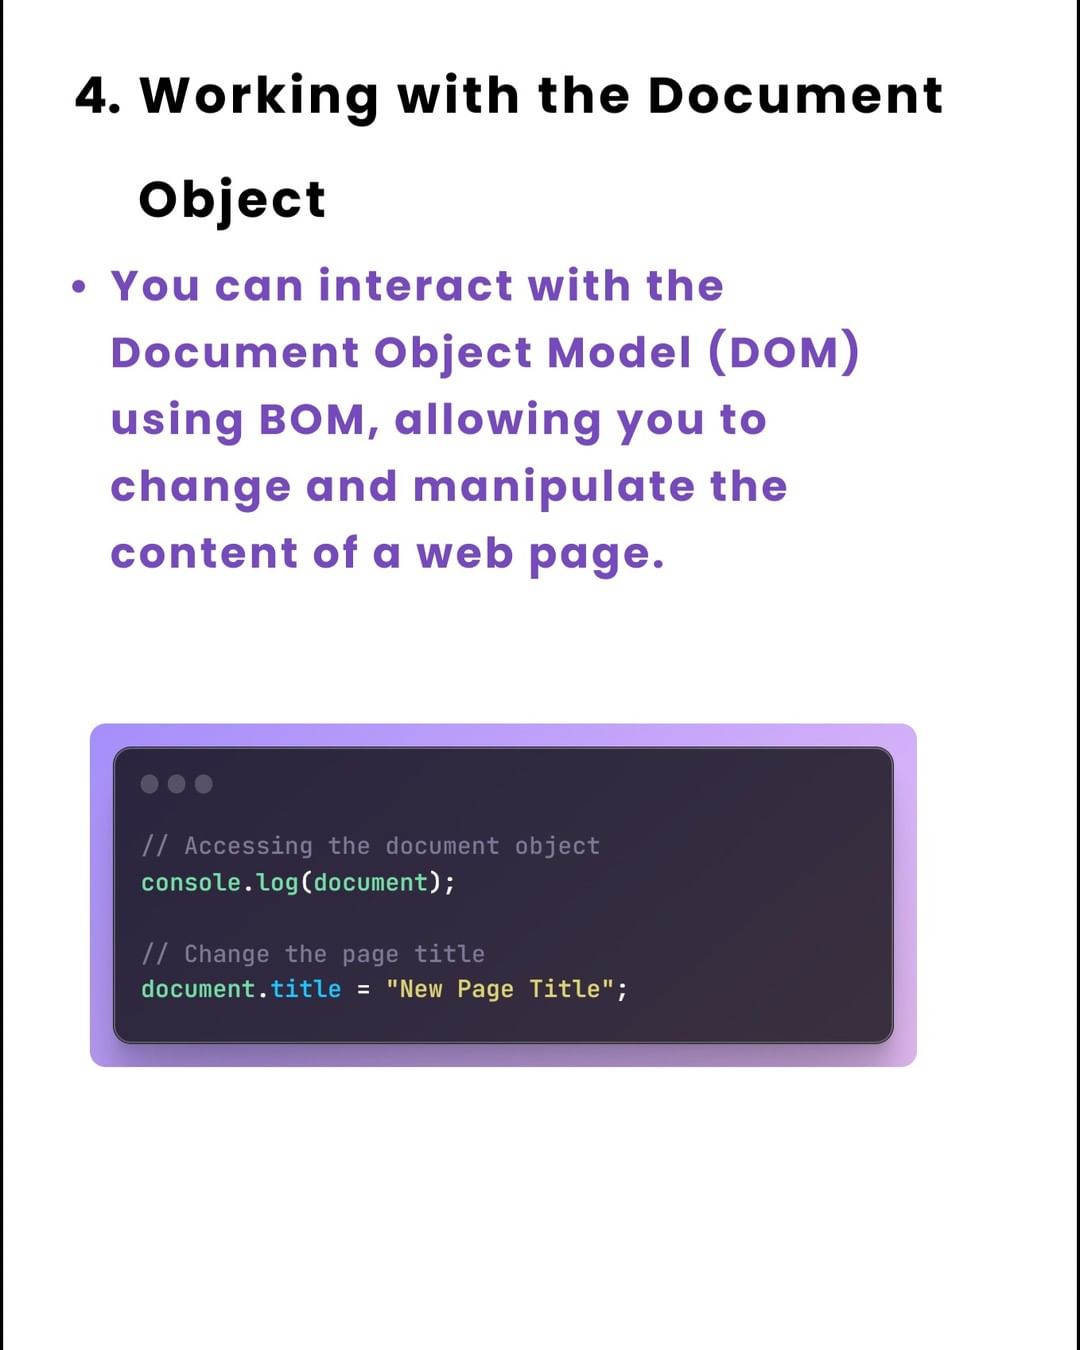 4. Working with the Document
Object
• You can interact with the
Document Object Model (DOM)
using BOM, allowing you to
change and manipulate the
content of a web page.
// Accessing the document object
console.log(document);
// Change the page title
document.title = "New Page Title";